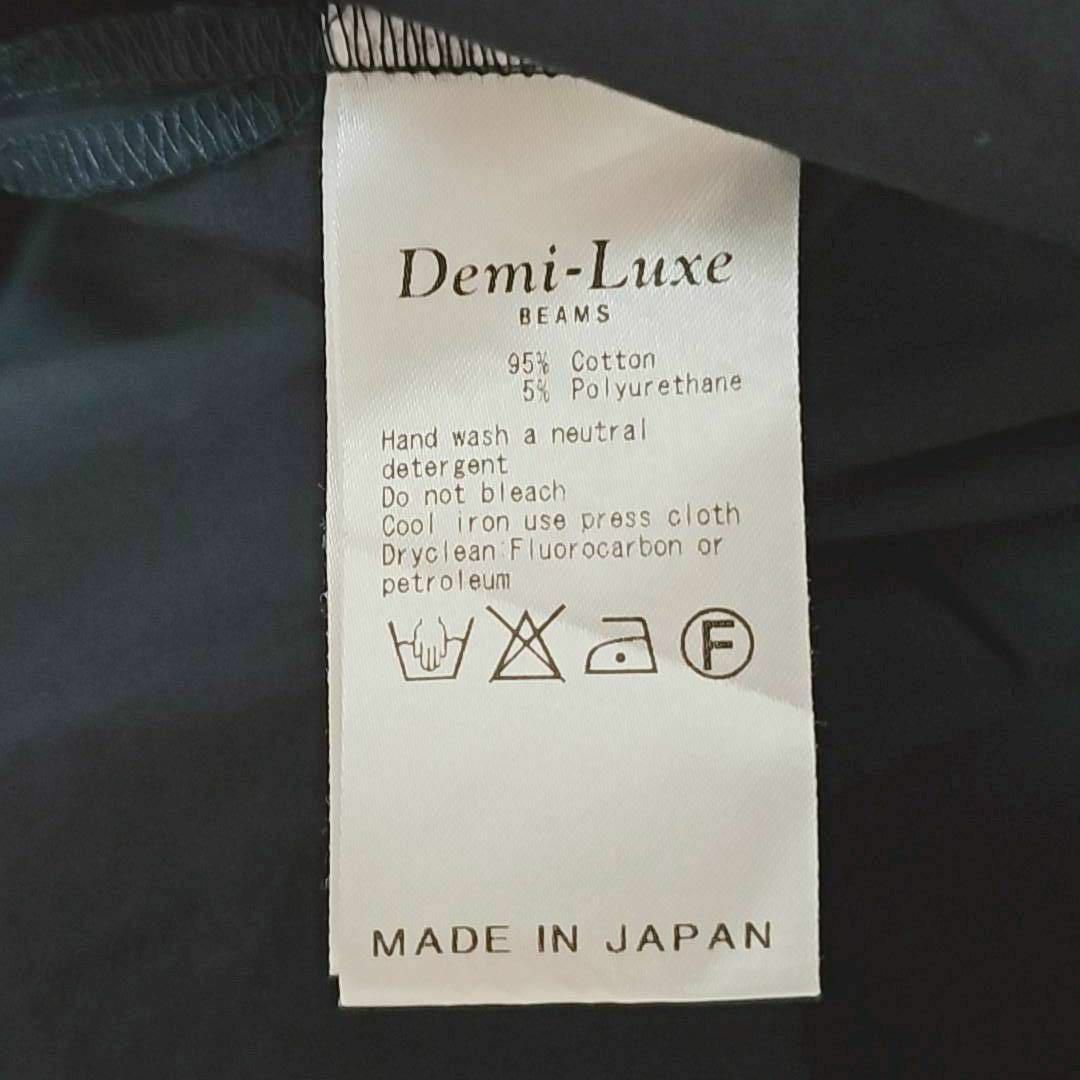 Demi-Luxe
BEAMS
95% Cotton
5% Polyurethane
Hand wash a neutral
detergent
Do not bleach
Cool iron use press cloth
Dryclean:Fluorocarbon or
petroleum
F
MADE IN JAPAN